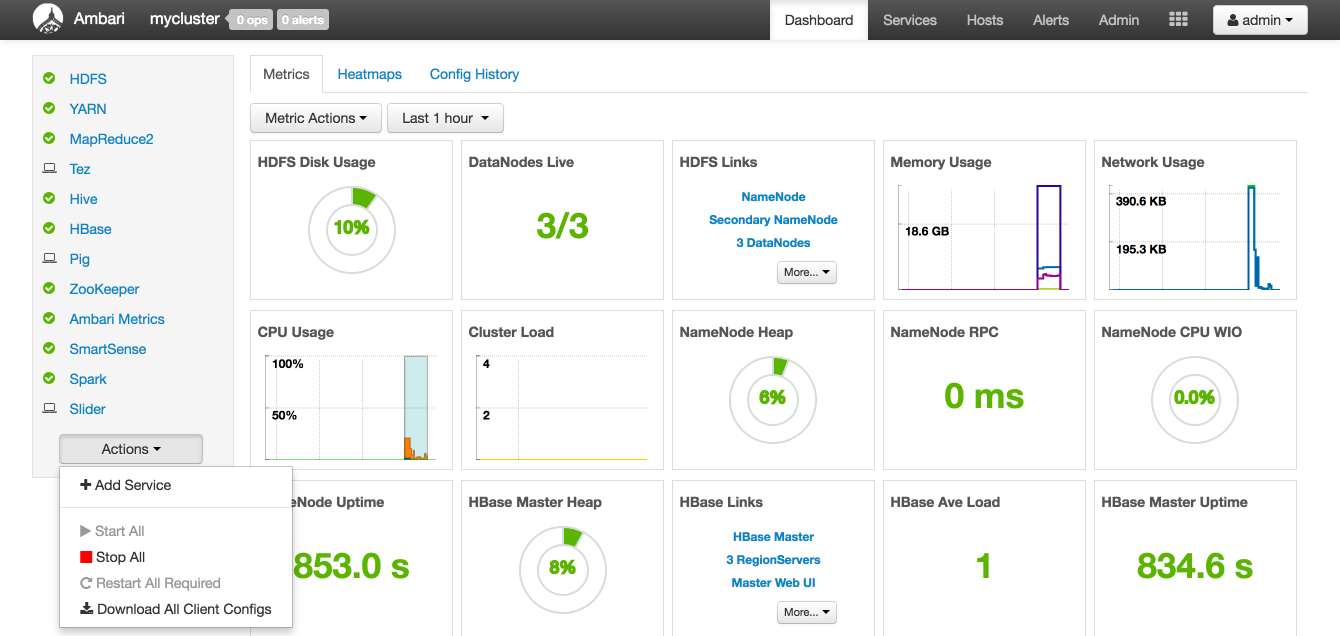 Ambari mycluster 0 ops 0 alerts Dashboard Services Hosts Alerts Admin admin
HDFS
YARN
MapReduce2
Tez
Hive
HBase
Pig
ZooKeeper
Ambari Metrics
SmartSense
Spark
Slider
Actions
Add Service
Start All
Stop All
Restart All Required
Download All Client Configs
Metrics Heatmaps Config History
Metric Actions Last 1 hour
HDFS Disk Usage
10%
DataNodes Live
3/3
HDFS Links
NameNode
Secondary NameNode
3 DataNodes
More...
Memory Usage
18.6 GB
Network Usage
390.6 KB
195.3 KB
CPU Usage
100%
50%
Cluster Load
4
2
NameNode Heap
6%
NameNode RPC
0 ms
NameNode CPU WIO
0.0%
eNode Uptime
853.0 s
HBase Master Heap
8%
HBase Links
HBase Master
3 RegionServers
Master Web UI
More...
HBase Ave Load
1
HBase Master Uptime
834.6 s